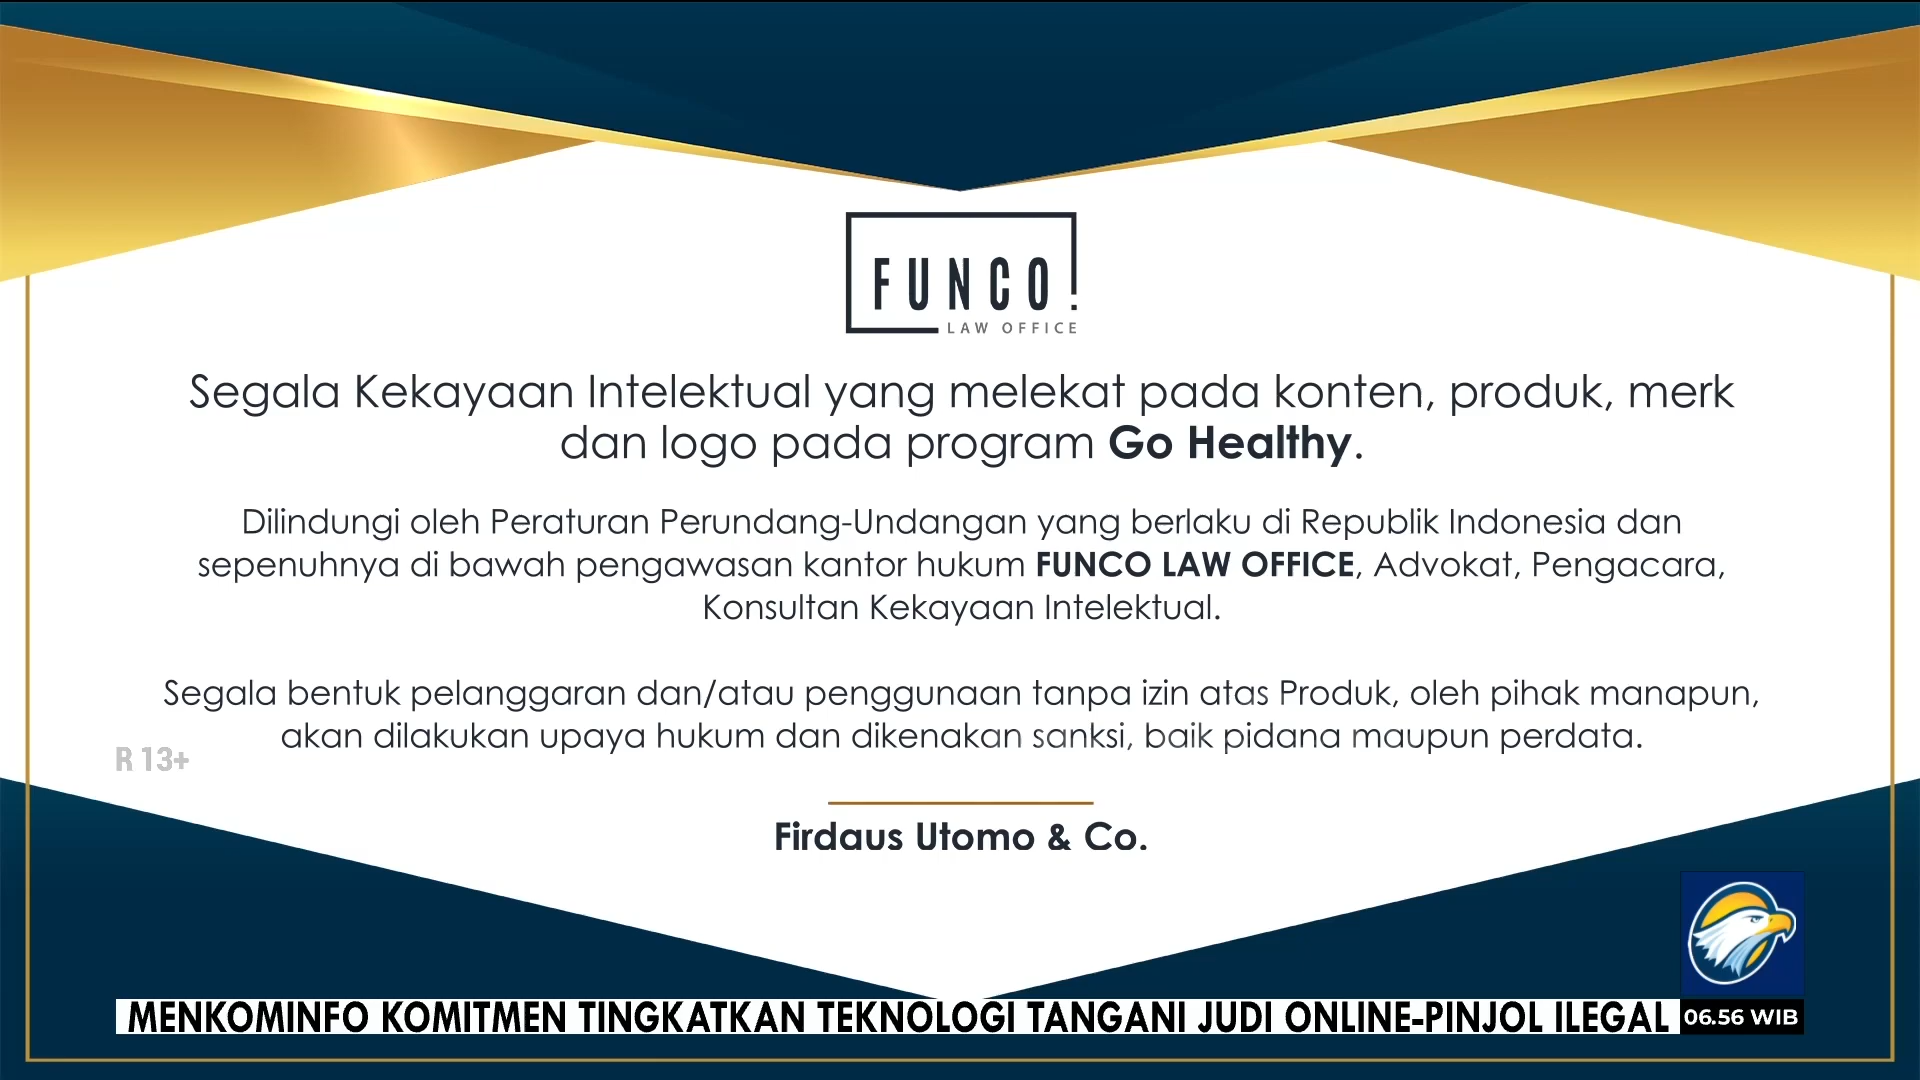 FUNCO
LAW OFFICE
Segala Kekayaan Intelektual yang melekat pada konten, produk, merk
dan logo pada program Go Healthy.
Dilindungi oleh Peraturan Perundang-Undangan yang berlaku di Republik Indonesia dan
sepenuhnya di bawah pengawasan kantor hukum FUNCO LAW OFFICE, Advokat, Pengacara,
Konsultan Kekayaan Intelektual.
Segala bentuk pelanggaran dan/atau penggunaan tanpa izin atas Produk, oleh pihak manapun,
akan dilakukan upaya hukum dan dikenakan sanksi, baik pidana maupun perdata.
R 13+
Firdaus Utomo & Co.
MENKOMINFO KOMITMEN TINGKATKAN TEKNOLOGI TANGANI JUDI ONLINE-PINJOL ILEGAL
06.56 WIB